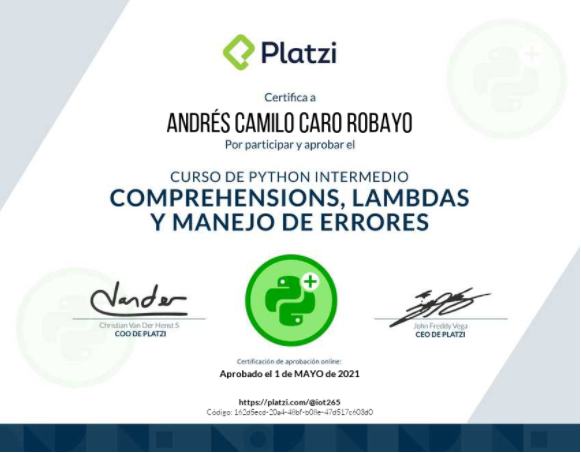 Platzi
Certifica a
ANDRÉS CAMILO CARO ROBAYO
Por participar y aprobar el
CURSO DE PYTHON INTERMEDIO
COMPREHENSIONS, LAMBDAS
Y MANEJO DE ERRORES
Christian Van Der Henst S
COO DE PLATZI
John Freddy Vega
CEO DE PLATZI
Certificación de aprobación online:
Aprobado el 1 de MAYO de 2021
https://platzi.com/@iot265
Código: